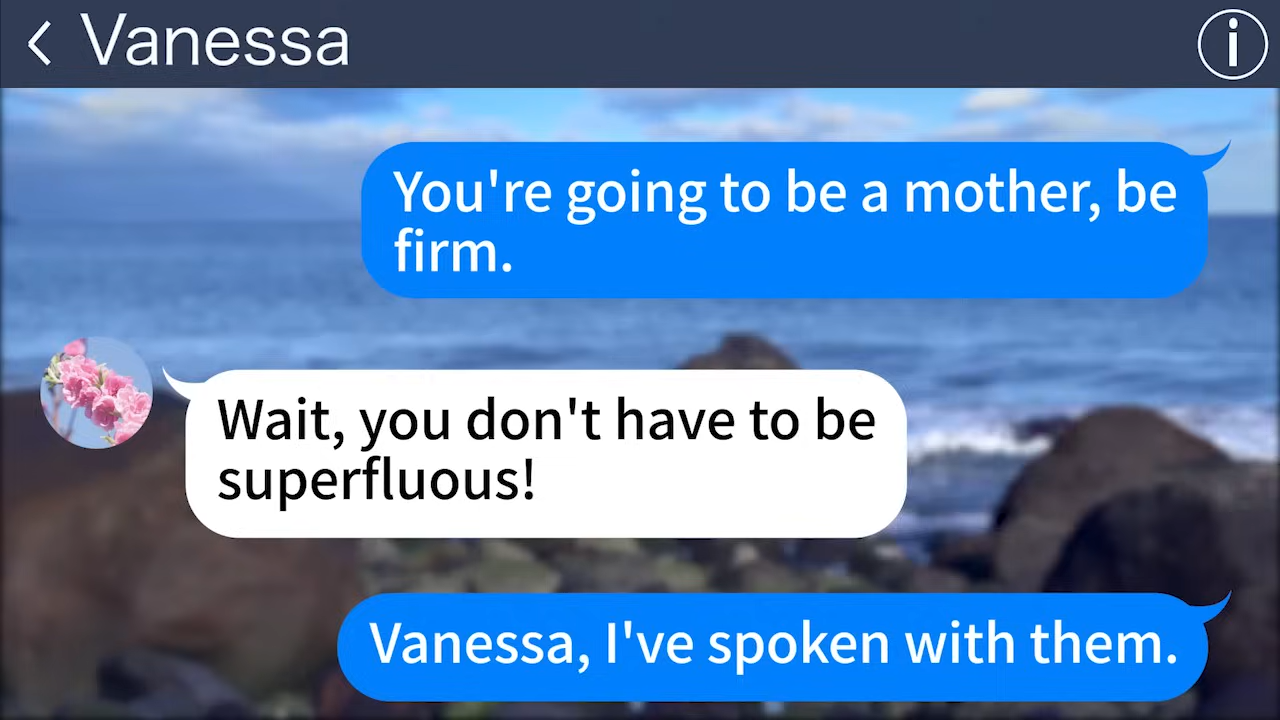 Vanessa
You're going to be a mother, be
firm.
Wait, you don't have to be
superfluous!
Vanessa, I've spoken with them.